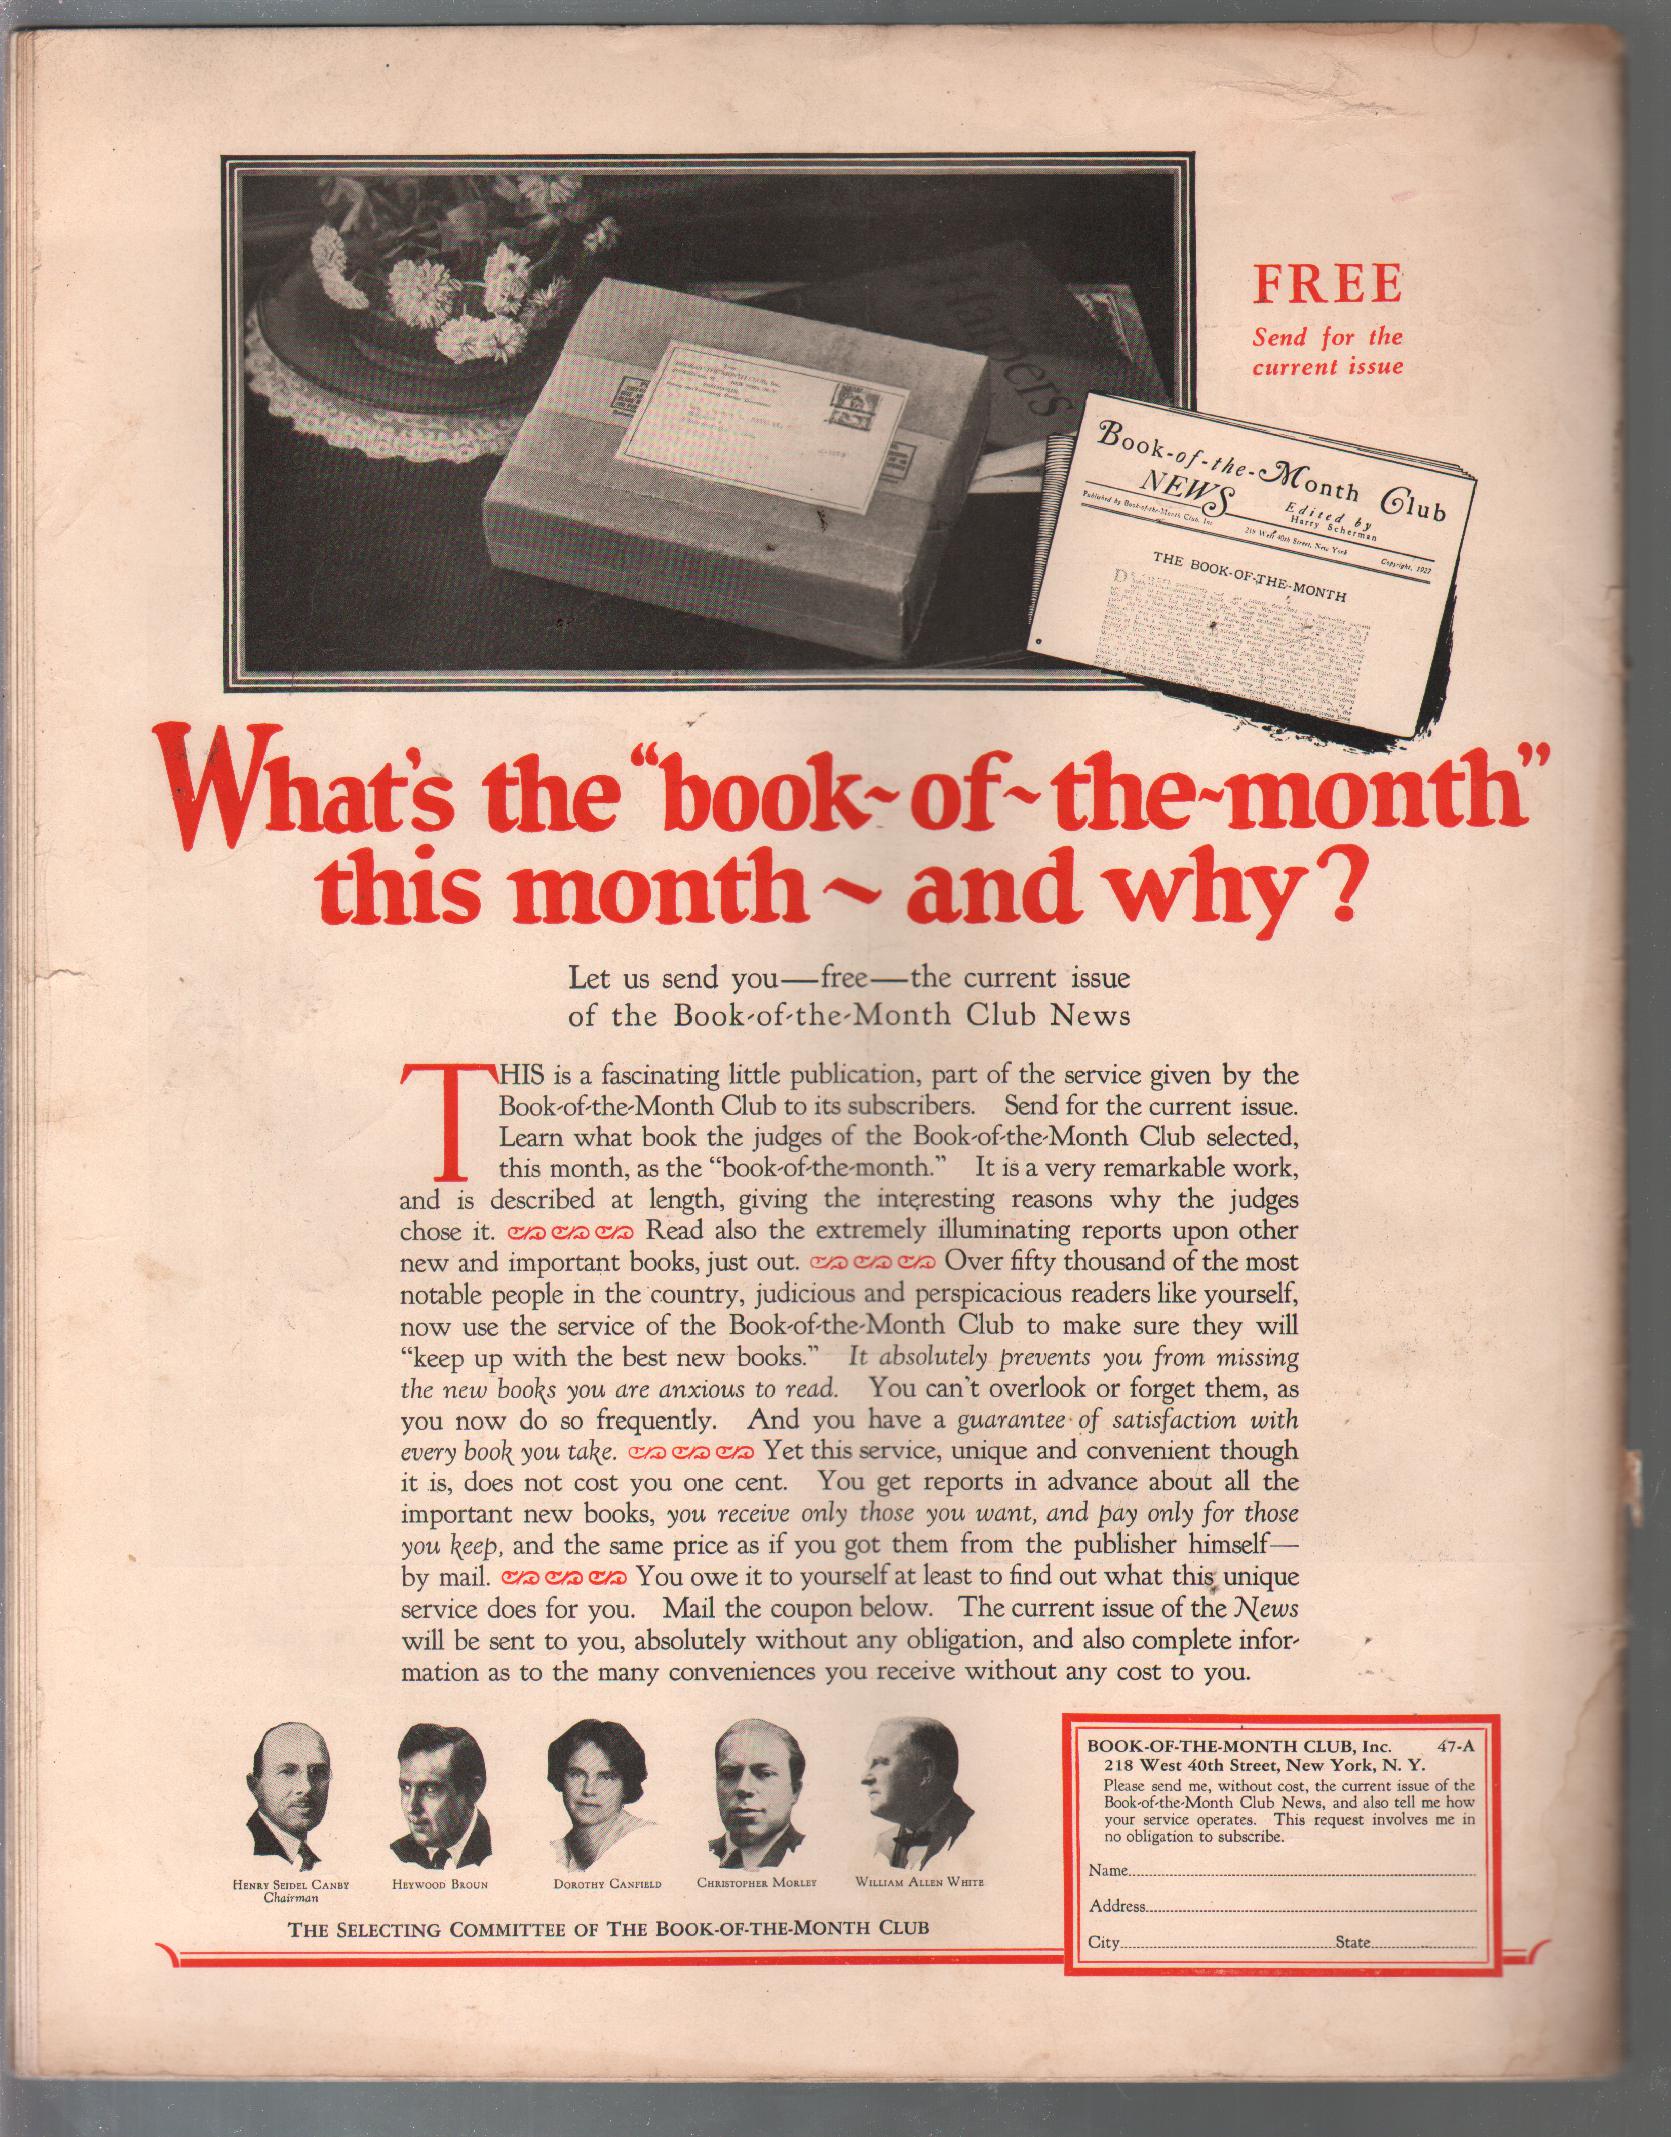 Harpers
FREE
Send for the
current issue
Book-of-the-Month Club
NEWS
Edited by
Harry Scherman
Published by Book-of-the-Month Club, Inc.
218 West 40th Street, New York
Copyright, 1927
THE BOOK-OF-THE-MONTH
What's the “book-of-the-month”
this month ~ and why?
Let us send you—free—the current issue
of the Book-of-the-Month Club News
THIS is a fascinating little publication, part of the service given by the
Book-of-the-Month Club to its subscribers. Send for the current issue.
Learn what book the judges of the Book-of-the-Month Club selected,
this month, as the “book-of-the-month.” It is a very remarkable work,
and is described at length, giving the interesting reasons why the judges
chose it. Read also the extremely illuminating reports upon other
new and important books, just out. Over fifty thousand of the most
notable people in the country, judicious and perspicacious readers like yourself,
now use the service of the Book-of-the-Month Club to make sure they will
“keep up with the best new books.” It absolutely prevents you from missing
the new books you are anxious to read. You can't overlook or forget them, as
you now do so frequently. And you have a guarantee of satisfaction with
every book you take. Yet this service, unique and convenient though
it is, does not cost you one cent. You get reports in advance about all the
important new books, you receive only those you want, and pay only for those
you keep, and the same price as if you got them from the publisher himself—
by mail. You owe it to yourself at least to find out what this unique
service does for you. Mail the coupon below. The current issue of the News
will be sent to you, absolutely without any obligation, and also complete infor-
mation as to the many conveniences you receive without any cost to you.
HENRY SEIDEL CANBY
Chairman
HEYWOOD BROUN
DOROTHY CANFIELD
CHRISTOPHER MORLEY
WILLIAM ALLEN WHITE
THE SELECTING COMMITTEE OF THE BOOK-OF-THE-MONTH CLUB
BOOK-OF-THE-MONTH CLUB, Inc. 47-A
218 West 40th Street, New York, N. Y.
Please send me, without cost, the current issue of the
Book-of-the-Month Club News, and also tell me how
your service operates. This request involves me in
no obligation to subscribe.
Name
Address
City State